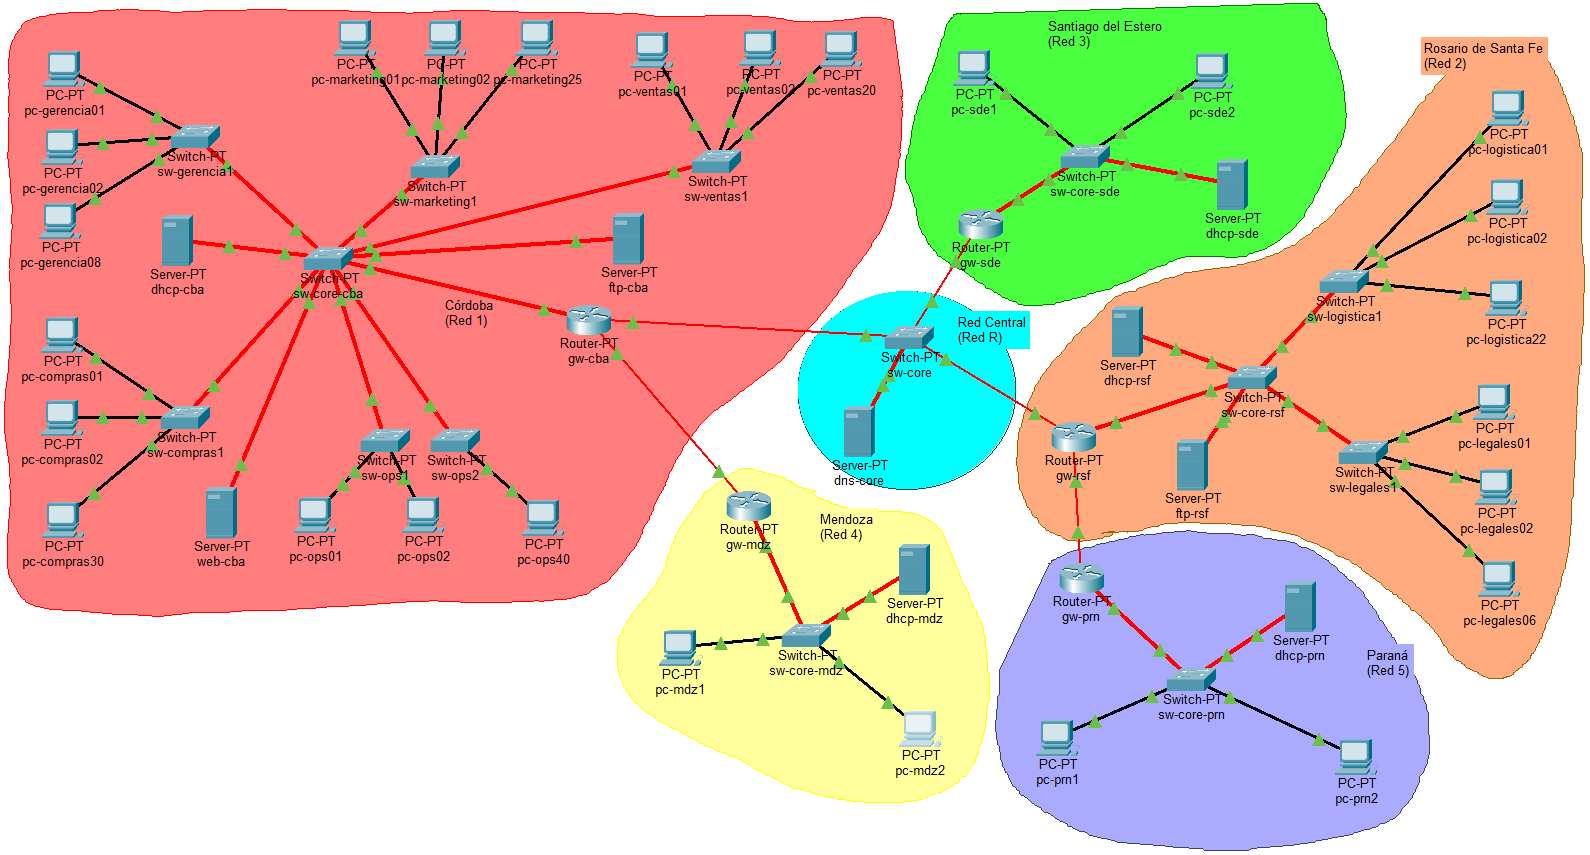 PC-PT
pc-gerencia01
PC-PT
pc-gerencia02
PC-PT
pc-gerencia08
Switch-PT
sw-gerencia1
PC-PT
pc-marketing01
PC-PT
pc-marketing02
PC-PT
pc-marketing25
Switch-PT
sw-marketing1
PC-PT
pc-ventas01
PC-PT
pc-ventas02
PC-PT
pc-ventas20
Switch-PT
sw-ventas1
Server-PT
dhcp-cba
Switch-PT
sw-core-cba
Server-PT
ftp-cba
Córdoba
(Red 1)
Router-PT
gw-cba
PC-PT
pc-compras01
PC-PT
pc-compras02
PC-PT
pc-compras30
Switch-PT
sw-compras1
Server-PT
web-cba
Switch-PT
sw-ops1
Switch-PT
sw-ops2
PC-PT
pc-ops01
PC-PT
pc-ops02
PC-PT
pc-ops40
Santiago del Estero
(Red 3)
PC-PT
pc-sde1
PC-PT
pc-sde2
Switch-PT
sw-core-sde
Server-PT
dhcp-sde
Router-PT
gw-sde
Red Central
(Red R)
Switch-PT
sw-core
Server-PT
dns-core
Rosario de Santa Fe
(Red 2)
PC-PT
pc-logistica01
PC-PT
pc-logistica02
PC-PT
pc-logistica22
Switch-PT
sw-logistica1
Server-PT
dhcp-rsf
Switch-PT
sw-core-rsf
Router-PT
gw-rsf
Server-PT
ftp-rsf
Switch-PT
sw-legales1
PC-PT
pc-legales01
PC-PT
pc-legales02
PC-PT
pc-legales06
Mendoza
(Red 4)
Router-PT
gw-mdz
Server-PT
dhcp-mdz
Switch-PT
sw-core-mdz
PC-PT
pc-mdz1
PC-PT
pc-mdz2
Paraná
(Red 5)
Router-PT
gw-prn
Server-PT
dhcp-prn
Switch-PT
sw-core-prn
PC-PT
pc-prn1
PC-PT
pc-prn2